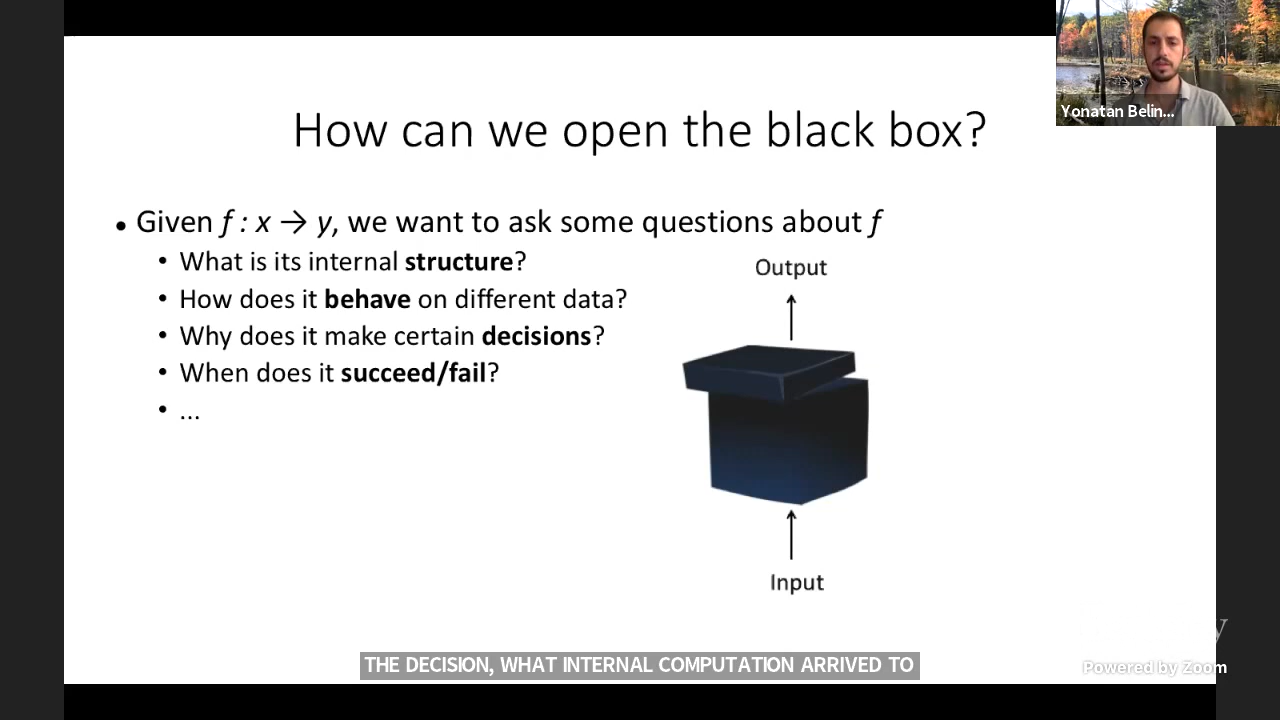 Yonatan Belin...
How can we open the black box?
• Given f : x → y, we want to ask some questions about f
• What is its internal structure?
• How does it behave on different data?
• Why does it make certain decisions?
• When does it succeed/fail?
• ...
Output
Input
THE DECISION, WHAT INTERNAL COMPUTATION ARRIVED TO
y
Powered by Zoom